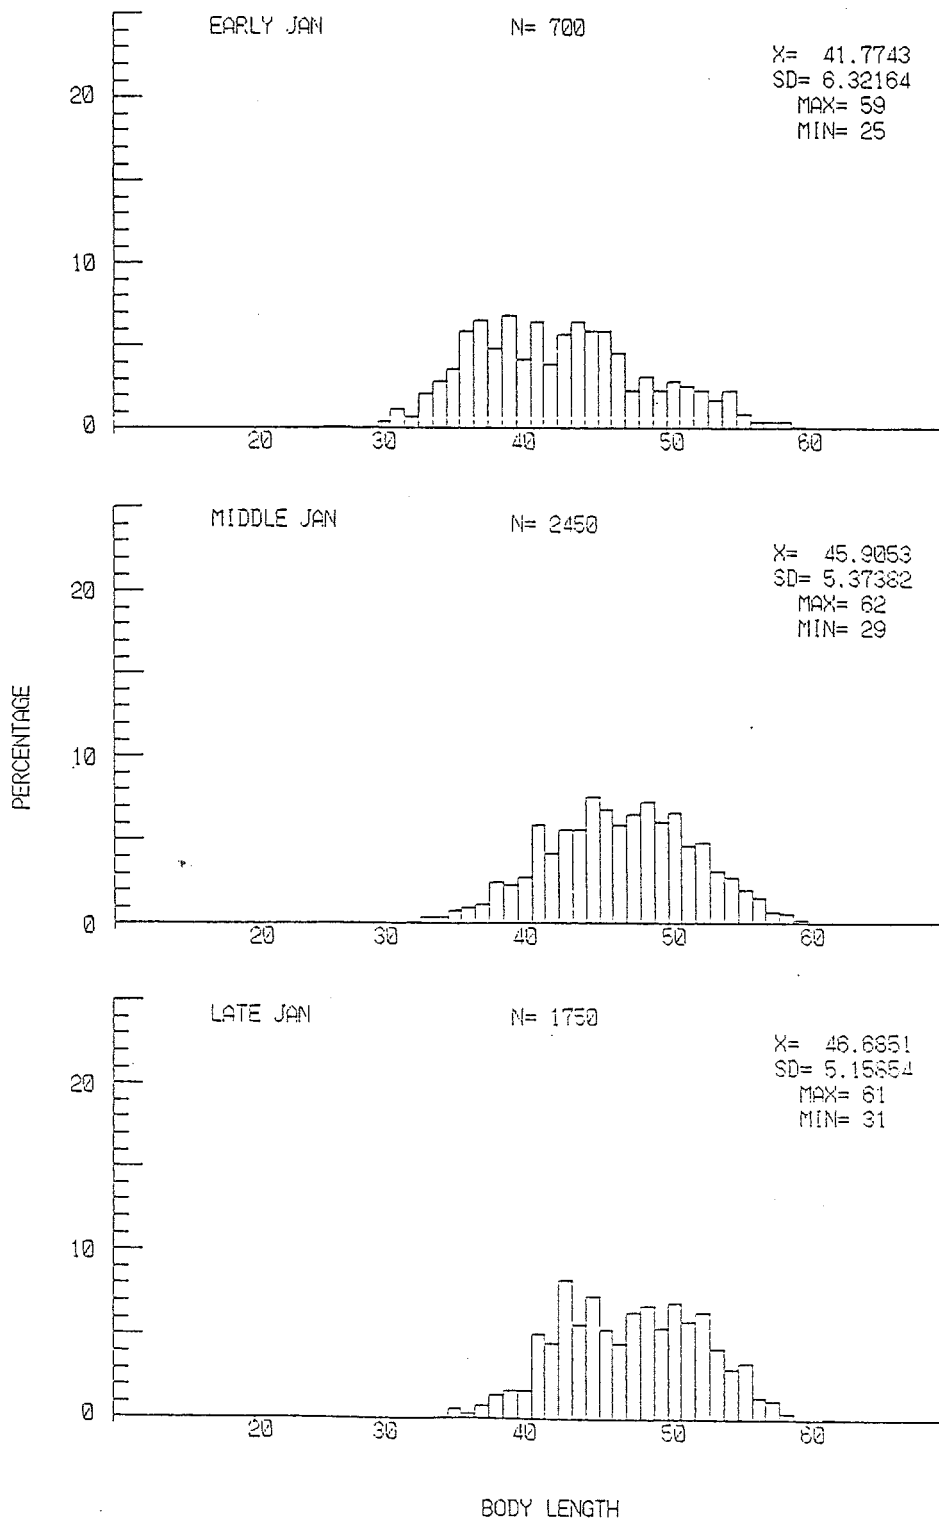 EARLY JAN
N= 700
X= 41.7743
SD= 6.32164
MAX= 59
MIN= 25
20
10
0
20 30 40 50 60
MIDDLE JAN
N= 2450
X= 45.9053
SD= 5.37382
MAX= 62
MIN= 29
20
PERCENTAGE
10
0
20 30 40 50 60
LATE JAN
N= 1750
X= 46.6851
SD= 5.15854
MAX= 61
MIN= 31
20
10
0
20 30 40 50 60
BODY LENGTH